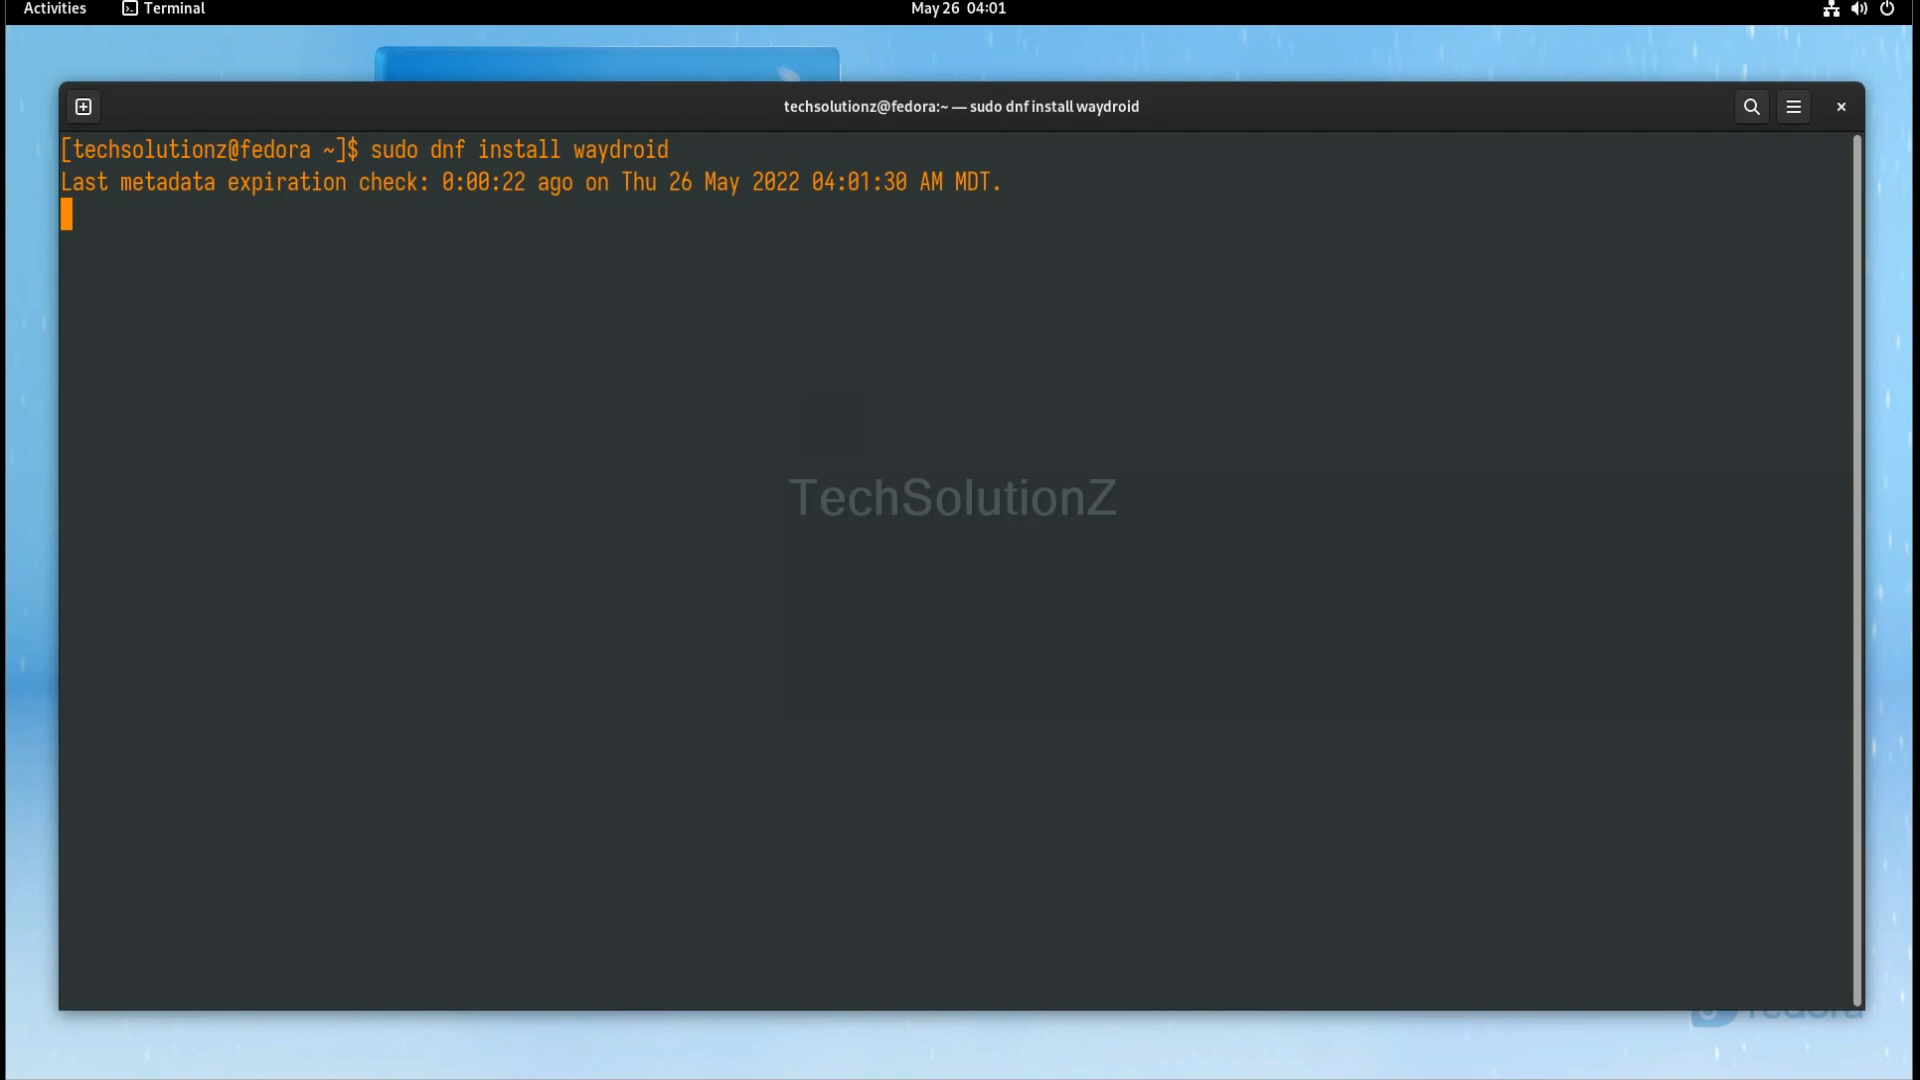 Activities Terminal May 26 04:01
techsolutionz@fedora:~ — sudo dnf install waydroid
[techsolutionz@fedora ~]$ sudo dnf install waydroid
Last metadata expiration check: 0:00:22 ago on Thu 26 May 2022 04:01:30 AM MDT.
TechSolutionZ
fedora